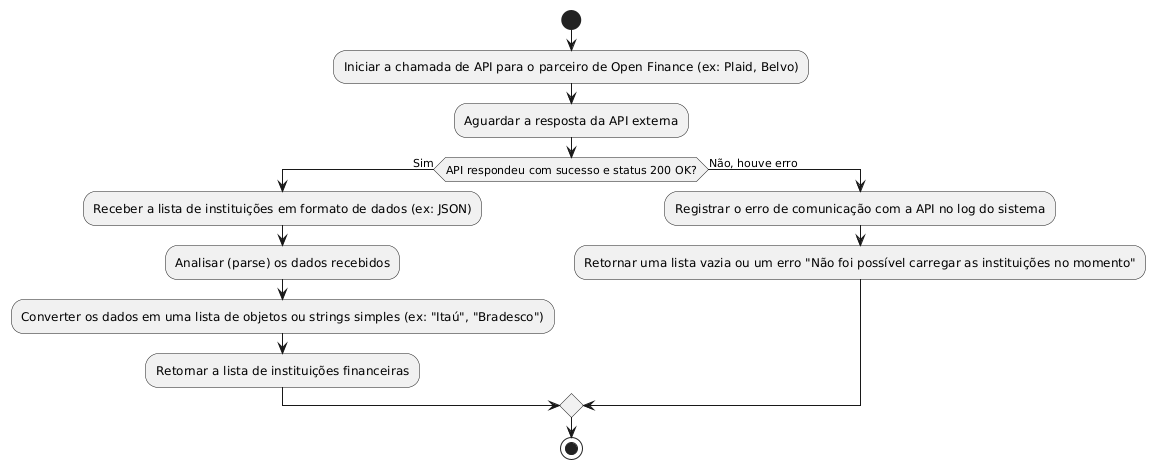 Iniciar a chamada de API para o parceiro de Open Finance (ex: Plaid, Belvo)
Aguardar a resposta da API externa
API respondeu com sucesso e status 200 OK?
Sim
Receber a lista de instituições em formato de dados (ex: JSON)
Analisar (parse) os dados recebidos
Converter os dados em uma lista de objetos ou strings simples (ex: "Itaú", "Bradesco")
Retornar a lista de instituições financeiras
Não, houve erro
Registrar o erro de comunicação com a API no log do sistema
Retornar uma lista vazia ou um erro "Não foi possível carregar as instituições no momento"